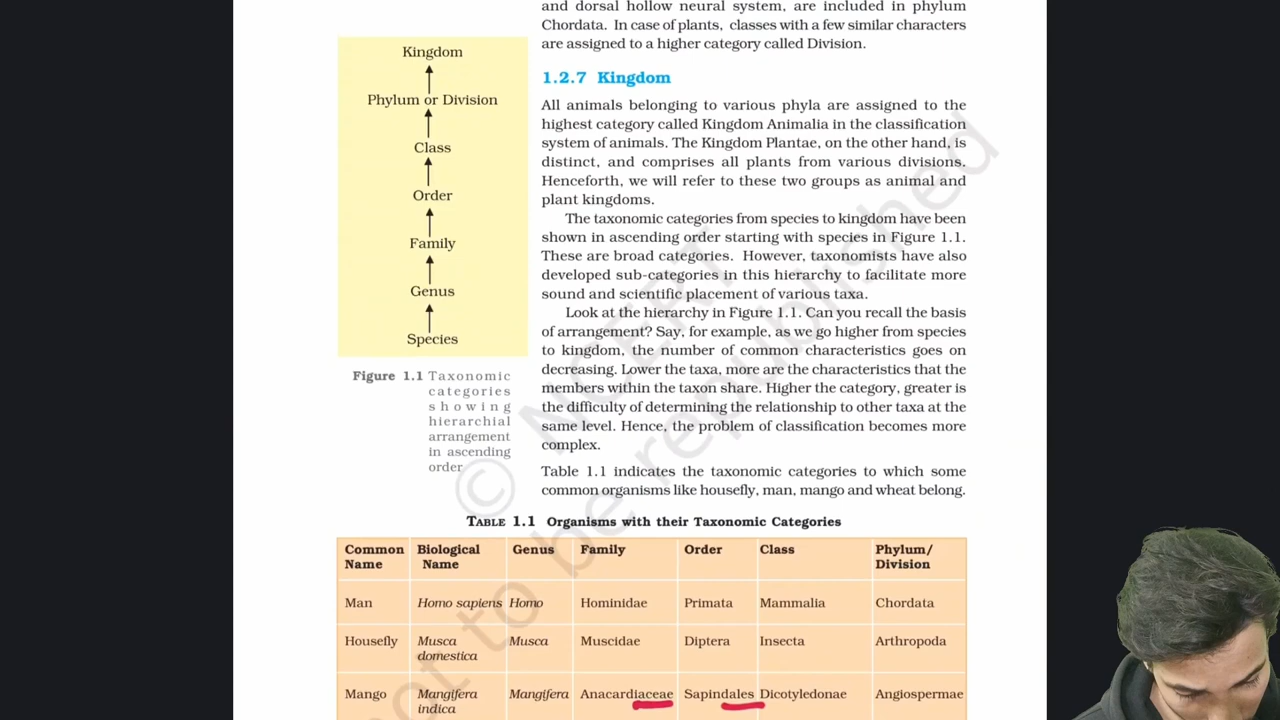 and dorsal hollow neural system, are included in phylum
Chordata. In case of plants, classes with a few similar characters
are assigned to a higher category called Division.
Kingdom
Phylum or Division
Class
Order
Family
Genus
Species
Figure 1.1 Taxonomic
categories
showing
hierarchial
arrangement
in ascending
order
1.2.7 Kingdom
All animals belonging to various phyla are assigned to the
highest category called Kingdom Animalia in the classification
system of animals. The Kingdom Plantae, on the other hand, is
distinct, and comprises all plants from various divisions.
Henceforth, we will refer to these two groups as animal and
plant kingdoms.
The taxonomic categories from species to kingdom have been
shown in ascending order starting with species in Figure 1.1.
These are broad categories. However, taxonomists have also
developed sub-categories in this hierarchy to facilitate more
sound and scientific placement of various taxa.
Look at the hierarchy in Figure 1.1. Can you recall the basis
of arrangement? Say, for example, as we go higher from species
to kingdom, the number of common characteristics goes on
decreasing. Lower the taxa, more are the characteristics that the
members within the taxon share. Higher the category, greater is
the difficulty of determining the relationship to other taxa at the
same level. Hence, the problem of classification becomes more
complex.
Table 1.1 indicates the taxonomic categories to which some
common organisms like housefly, man, mango and wheat belong.
TABLE 1.1 Organisms with their Taxonomic Categories
Common Name Biological Name Genus Family Order Class Phylum/ Division
Man Homo sapiens Homo Hominidae Primata Mammalia Chordata
Housefly Musca domestica Musca Muscidae Diptera Insecta Arthropoda
Mango Mangifera indica Mangifera Anacardiaceae Sapindales Dicotyledonae Angiospermae
© NCERT
not to be republished